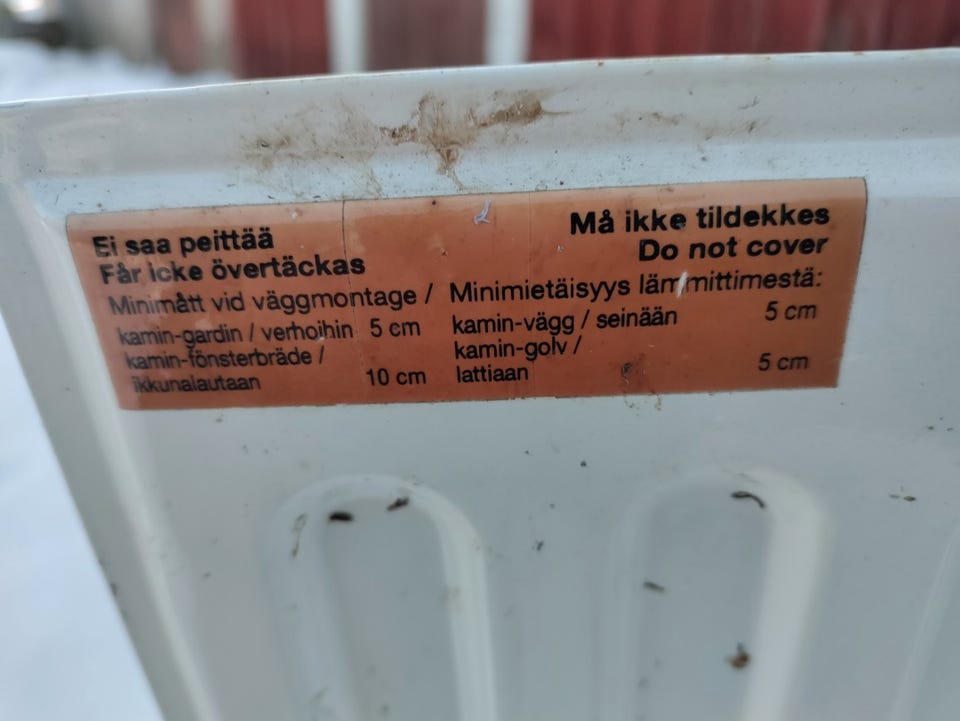 Ei saa peittää
Får icke övertäckas
Må ikke tildekkes
Do not cover
Minimått vid väggmontage / Minimietäisyys lämmittimestä:
kamin-gardin / verhoihin 5 cm
kamin-fönsterbräde /
ikkunalautaan 10 cm
kamin-vägg / seinään 5 cm
kamin-golv /
lattiaan 5 cm